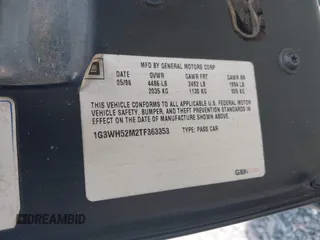 MFD BY GENERAL MOTORS CORP
DATE GVWR GAWR FRT GAWR RR
05/96 4486 LB 2492 LB 1994 LB
2035 KG 1130 KG 905 KG
THIS VEHICLE CONFORMS TO ALL APPLICABLE U.S. FEDERAL MOTOR
VEHICLE SAFETY, BUMPER, AND THEFT PREVENTION
STANDARDS IN EFFECT ON THE DATE OF
MANUFACTURE SHOWN ABOVE.
1G3WH52M2TF363353 TYPE: PASS CAR
GBN
DREAMBID